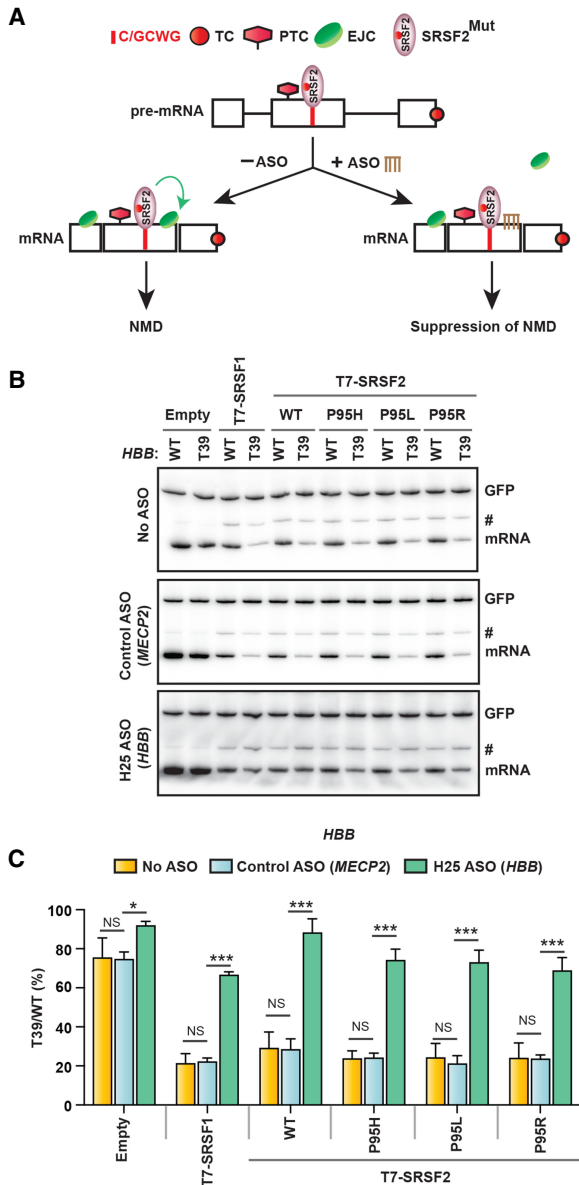 A
C/GCWG TC PTC EJC SRSF2 SRSF2Mut
SRSF2
pre-mRNA
−ASO + ASO
SRSF2 SRSF2
mRNA mRNA
NMD Suppression of NMD
B
T7-SRSF1
T7-SRSF2
Empty WT P95H P95L P95R
HBB: WT T39 WT T39 WT T39 WT T39 WT T39 WT T39
No ASO
GFP
#
mRNA
Control ASO
(MECP2)
GFP
#
mRNA
H25 ASO
(HBB)
GFP
#
mRNA
C
HBB
No ASO Control ASO (MECP2) H25 ASO (HBB)
T39/WT (%)
100
80
60
40
20
0
NS * NS *** NS *** NS *** NS *** NS ***
Empty T7-SRSF1 WT P95H P95L P95R
T7-SRSF2